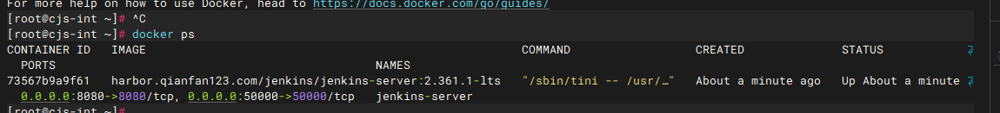 For more help on how to use Docker, head to https://docs.docker.com/go/guides/
[root@cjs-int ~]# ^C
[root@cjs-int ~]# docker ps
CONTAINER ID   IMAGE                                                        COMMAND                  CREATED              STATUS
  PORTS                                              NAMES
73567b9a9f61   harbor.qianfan123.com/jenkins/jenkins-server:2.361.1-lts   "/sbin/tini -- /usr/…"   About a minute ago   Up About a minute
  0.0.0.0:8080->8080/tcp, 0.0.0.0:50000->50000/tcp   jenkins-server
[root@cjs-int ~]#